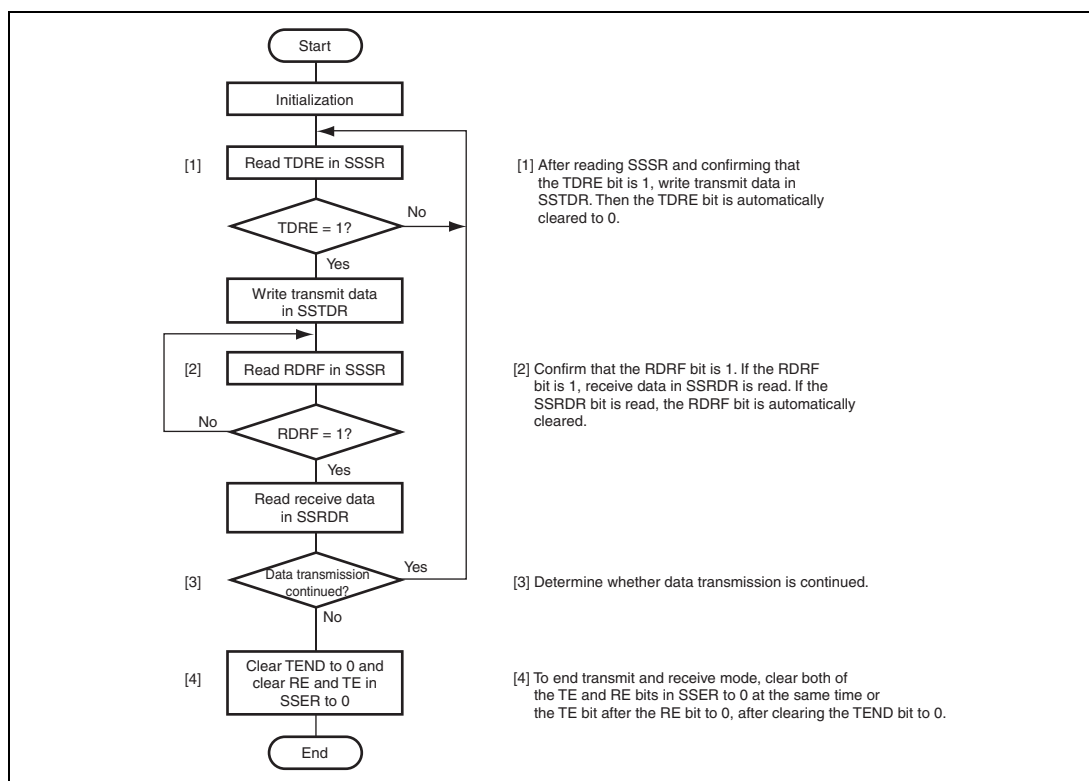 Start
Initialization
[1]
Read TDRE in SSSR
[1] After reading SSSR and confirming that
the TDRE bit is 1, write transmit data in
SSTDR. Then the TDRE bit is automatically
cleared to 0.
TDRE = 1?
No
Yes
Write transmit data
in SSTDR
[2]
Read RDRF in SSSR
[2] Confirm that the RDRF bit is 1. If the RDRF
bit is 1, receive data in SSRDR is read. If the
SSRDR bit is read, the RDRF bit is automatically
cleared.
No
RDRF = 1?
Yes
Read receive data
in SSRDR
[3]
Data transmission
continued?
Yes
[3] Determine whether data transmission is continued.
No
[4]
Clear TEND to 0 and
clear RE and TE in
SSER to 0
[4] To end transmit and receive mode, clear both of
the TE and RE bits in SSER to 0 at the same time or
the TE bit after the RE bit to 0, after clearing the TEND bit to 0.
End